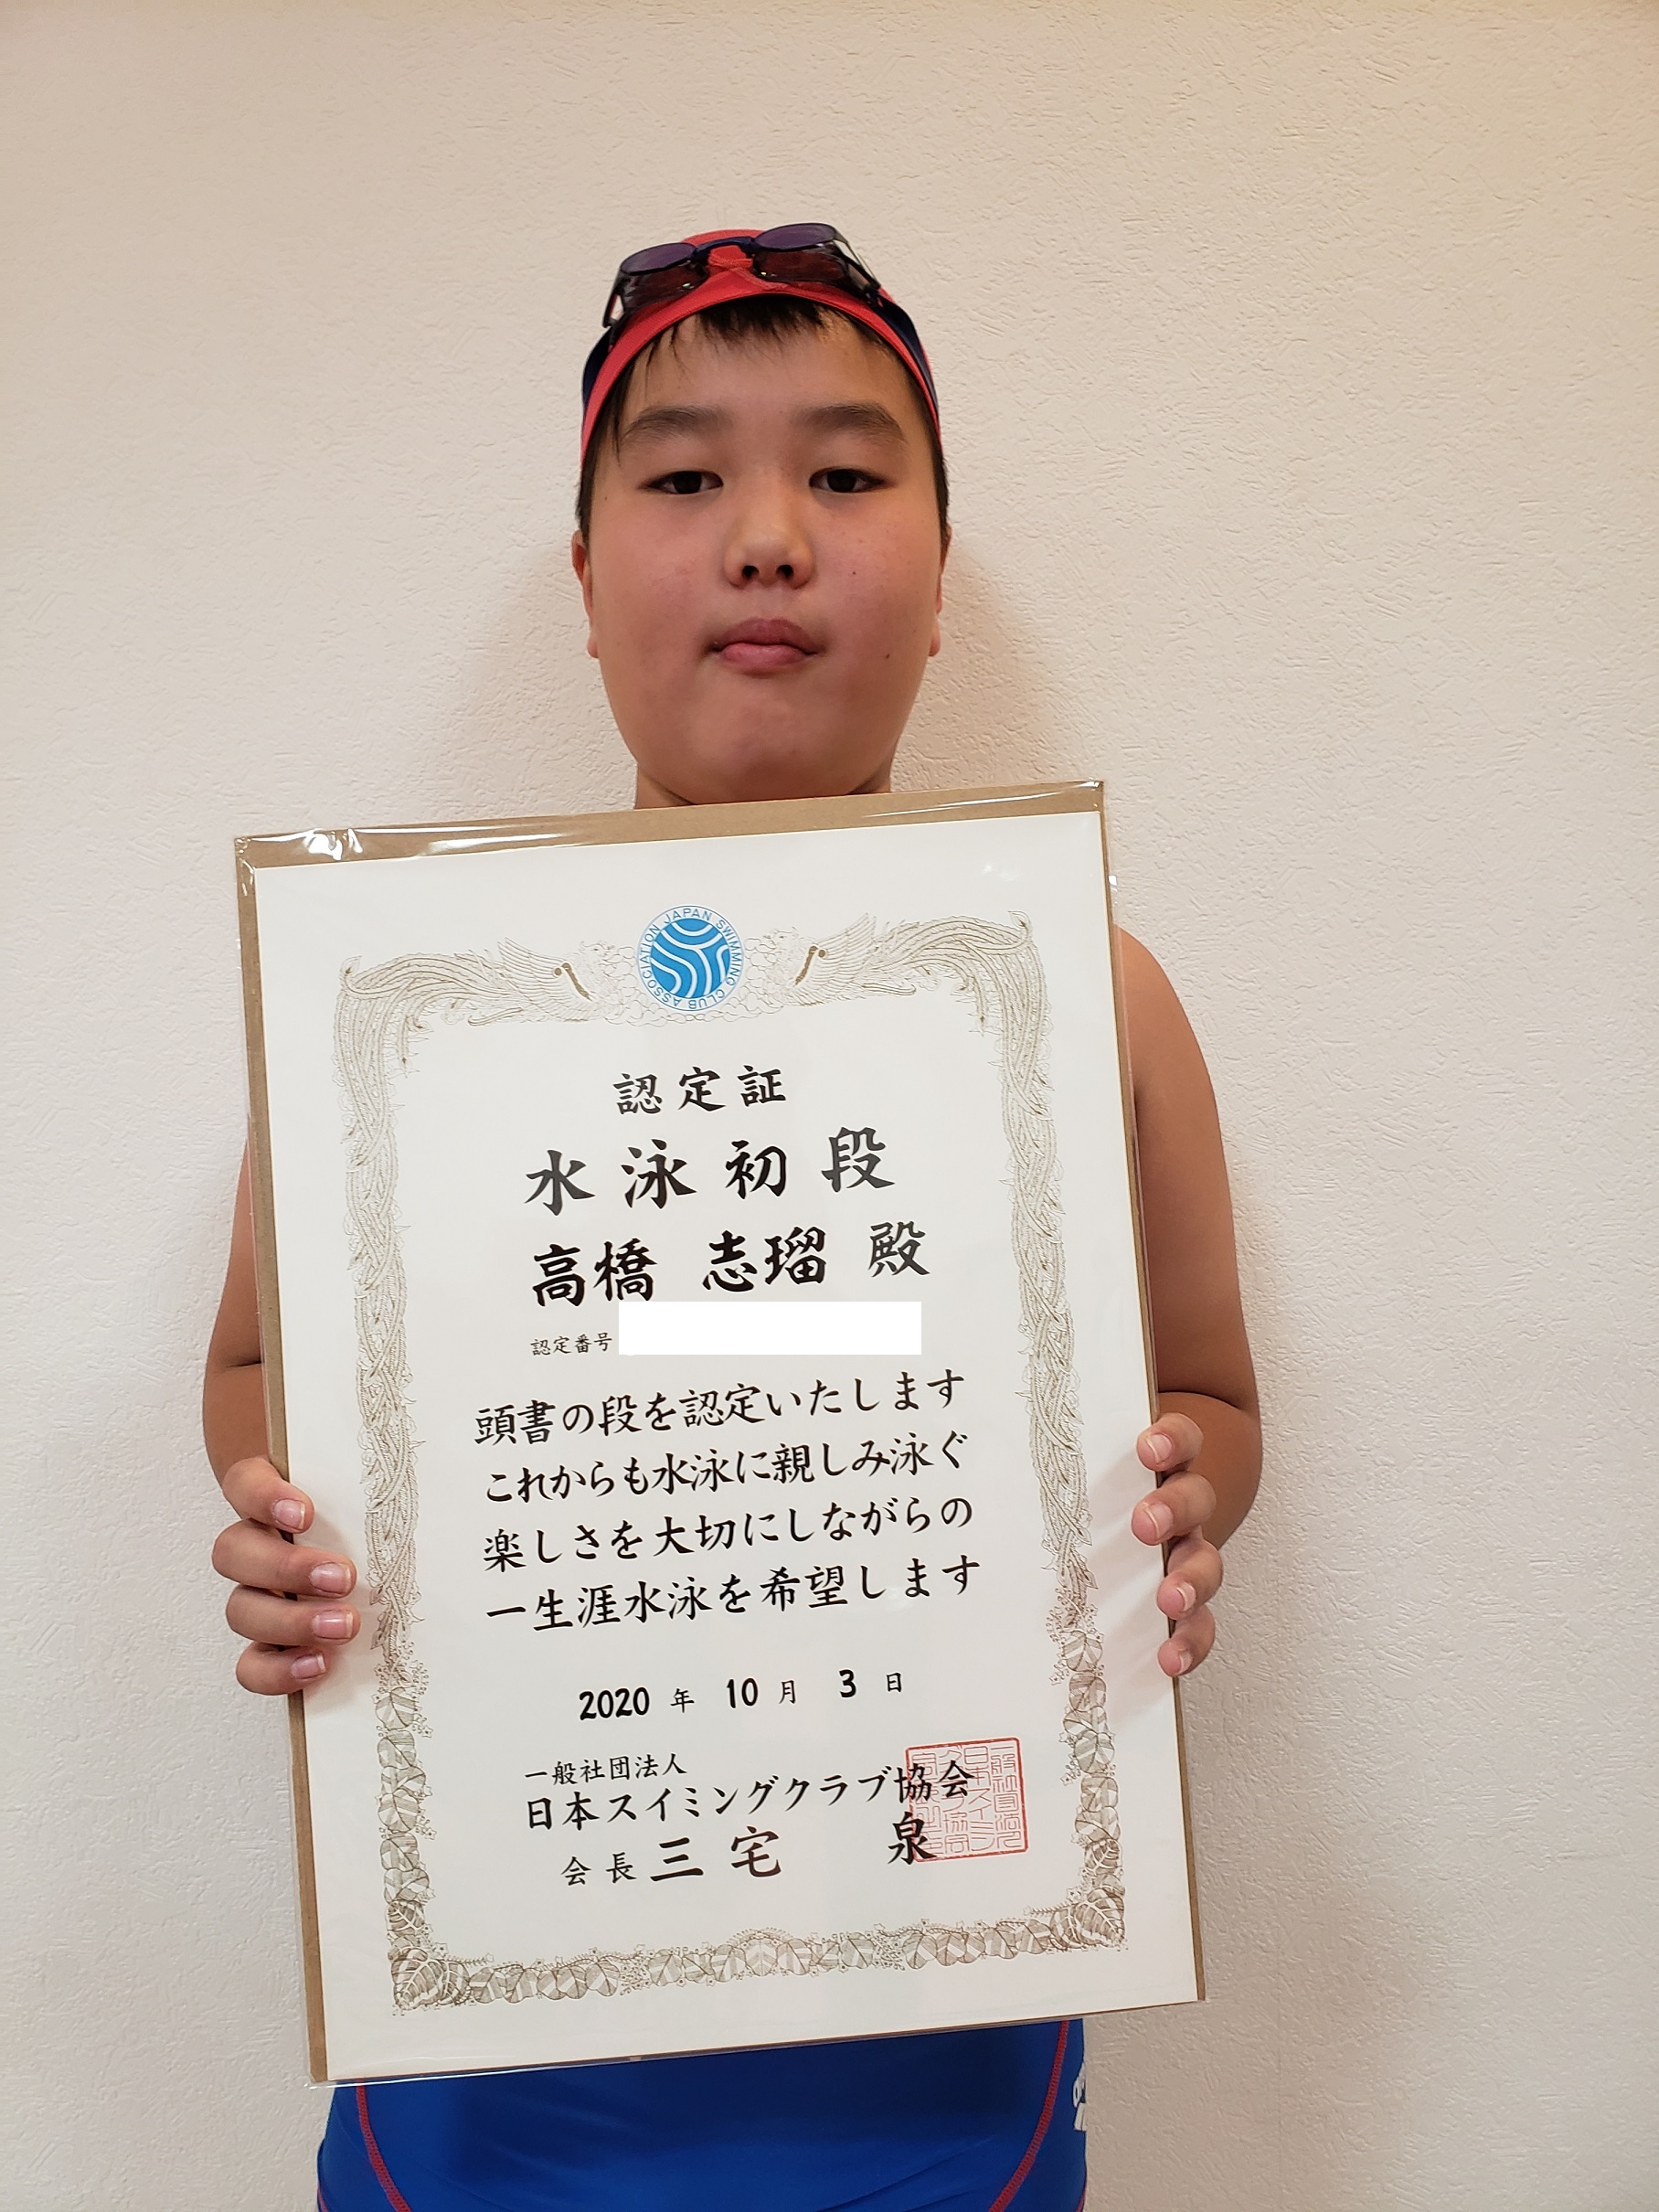 JAPAN SWIMMING CLUB ASSOCIATION
認定証
水泳初段
高橋 志瑠 殿
認定番号
頭書の段を認定いたします
これからも水泳に親しみ泳ぐ
楽しさを大切にしながらの
一生涯水泳を希望します
2020 年 10 月 3 日
一般社団法人
日本スイミングクラブ協会
会長 三宅 泉